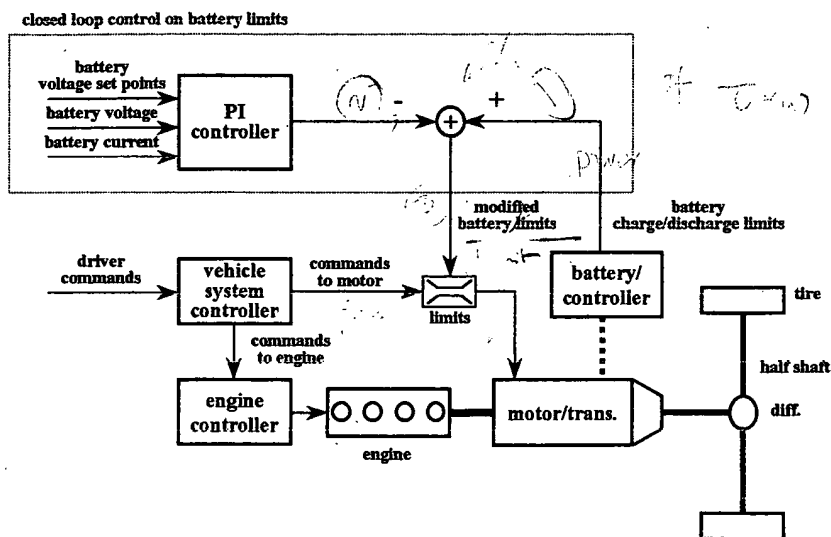 closed loop control on battery limits
battery
voltage set points
battery voltage
battery current
PI
controller
N
-
+
+
power
modified
battery limits
battery
charge/discharge limits
driver
commands
vehicle
system
controller
commands
to motor
limits
battery/
controller
tire
commands
to engine
half shaft
engine
controller
engine
motor/trans.
diff.